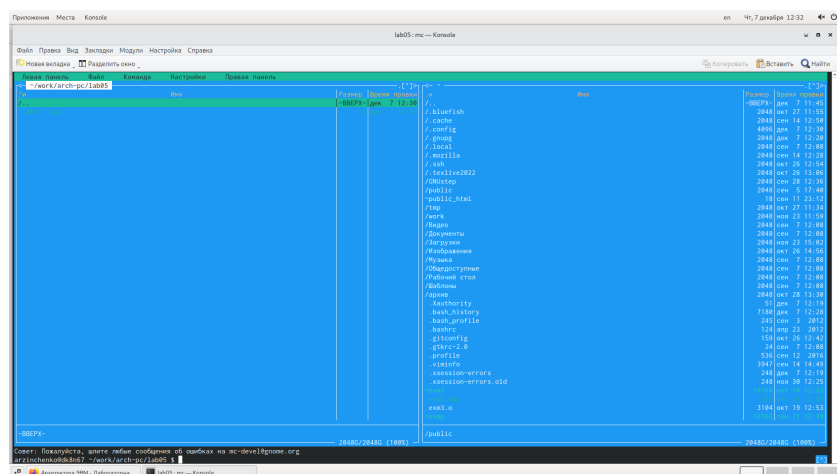 Приложения Места Konsole en Чт, 7 декабря 12:32
lab05 : mc — Konsole
Файл Правка Вид Закладки Модули Настройка Справка
Новая вкладка Разделить окно Копировать Вставить Найти
Левая панель Файл Команда Настройки Правая панель
<- ~/work/arch-pc/lab05 .[^]>
.и Имя Размер Время правки
/.. -ВВЕРХ- дек 7 12:30
<- ~ .[^]>
.и Имя Размер Время правки
/.. -ВВЕРХ- дек 7 11:45
/.bluefish 2048 окт 27 11:55
/.cache 2048 сен 14 12:50
/.config 4096 дек 7 12:30
/.gnupg 2048 дек 7 12:20
/.local 2048 сен 7 12:08
/.mozilla 2048 сен 14 12:28
/.ssh 2048 окт 26 12:54
/.texlive2022 2048 окт 26 13:06
/GNUstep 2048 сен 28 12:36
/public 2048 сен 5 17:40
~public_html 18 сен 11 23:12
/tmp 2048 окт 27 11:34
/work 2048 ноя 23 11:59
/Видео 2048 сен 7 12:08
/Документы 2048 сен 7 12:08
/Загрузки 2048 ноя 23 15:02
/Изображения 2048 окт 26 14:56
/Музыка 2048 сен 7 12:08
/Общедоступные 2048 сен 7 12:08
/Рабочий стол 2048 сен 7 12:08
/Шаблоны 2048 сен 7 12:08
/архив 2048 окт 28 13:30
.Xauthority 51 дек 7 12:19
.bash_history 7180 дек 7 12:28
.bash_profile 245 сен 3 2012
.bashrc 124 апр 23 2012
.gitconfig 159 окт 26 12:42
.gtkrc-2.0 24 сен 7 12:08
.profile 536 сен 12 2016
.viminfo 3947 сен 14 14:49
.xsession-errors 248 дек 7 12:19
.xsession-errors.old 248 ноя 30 12:25
exm3.o 3104 окт 19 12:53
-ВВЕРХ-
2048G/2048G (100%)
/public
2048G/2048G (100%)
Совет: Пожалуйста, шлите любые сообщения об ошибках на mc-devel@gnome.org
arzinchenko@dk8n67 ~/work/arch-pc/lab05 $
[^]
lab05 : mc — Konsole